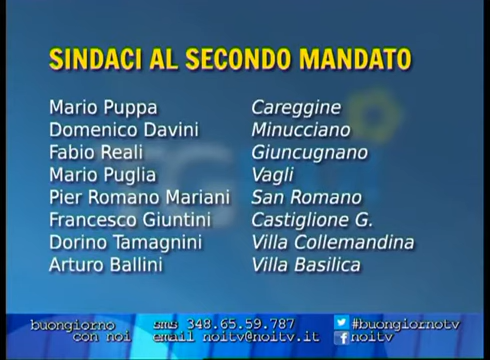 SINDACI AL SECONDO MANDATO
Mario Puppa Careggine
Domenico Davini Minucciano
Fabio Reali Giuncugnano
Mario Puglia Vagli
Pier Romano Mariani San Romano
Francesco Giuntini Castiglione G.
Dorino Tamagnini Villa Collemandina
Arturo Ballini Villa Basilica
buongiorno sms 348.65.59.787 #buongiornotv
con noi email noitv@noitv.it noitv